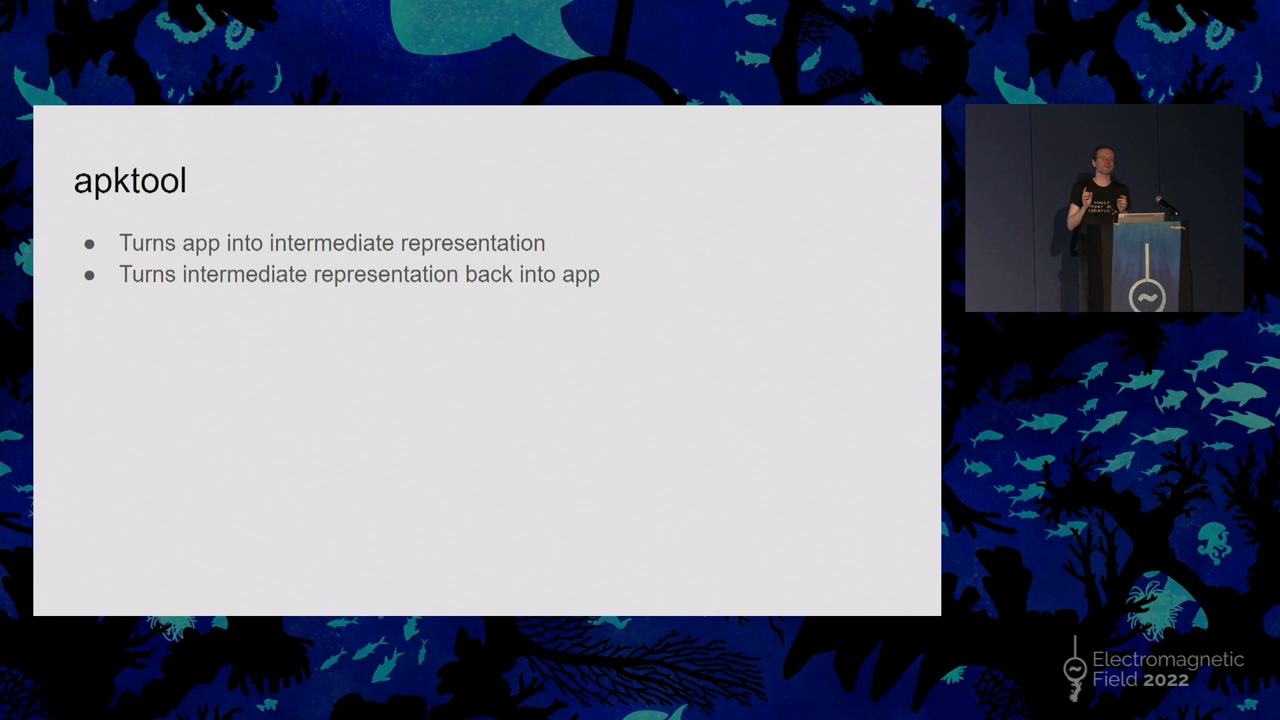 apktool
● Turns app into intermediate representation
● Turns intermediate representation back into app
Electromagnetic
Field 2022